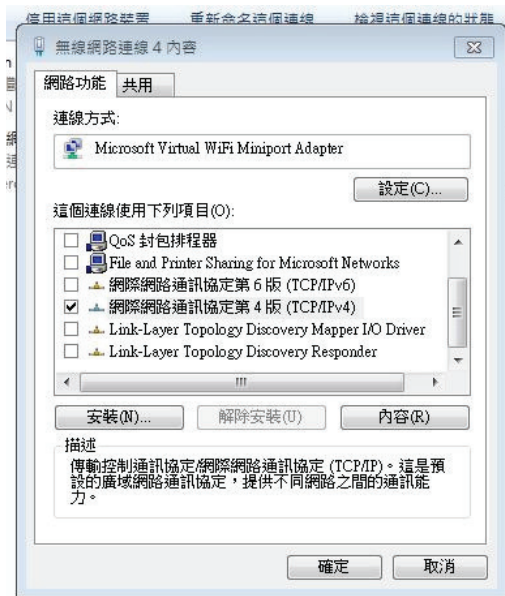 停用這個網路裝置 重新命名這個連線 檢視這個連線的狀態
無線網路連線 4 內容
網路功能 共用
連線方式:
Microsoft Virtual WiFi Miniport Adapter
設定(C)...
這個連線使用下列項目(O):
QoS 封包排程器
File and Printer Sharing for Microsoft Networks
網際網路通訊協定第 6 版 (TCP/IPv6)
網際網路通訊協定第 4 版 (TCP/IPv4)
Link-Layer Topology Discovery Mapper I/O Driver
Link-Layer Topology Discovery Responder
安裝(N)... 解除安裝(U) 內容(R)
描述
傳輸控制通訊協定/網際網路通訊協定 (TCP/IP)。這是預
設的廣域網路通訊協定，提供不同網路之間的通訊能
力。
確定 取消